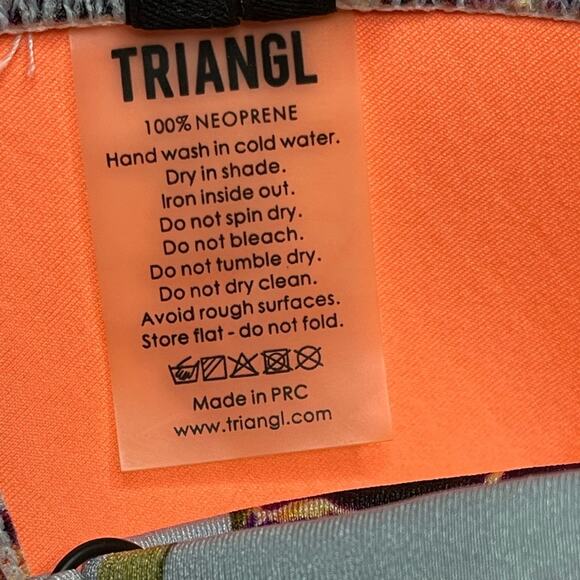 TRIANGL
100% NEOPRENE
Hand wash in cold water.
Dry in shade.
Iron inside out.
Do not spin dry.
Do not bleach.
Do not tumble dry.
Do not dry clean.
Avoid rough surfaces.
Store flat - do not fold.
Made in PRC
www.triangl.com